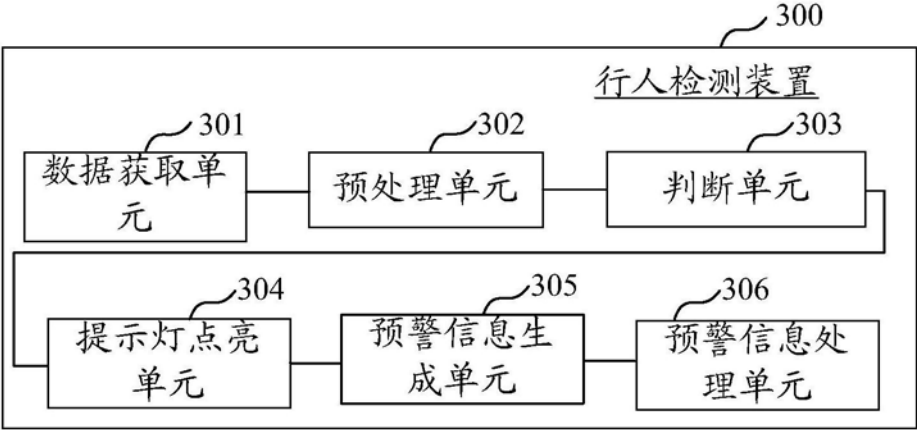 300
行人检测装置
301
302
303
数据获取单
元
预处理单元
判断单元
304
305
306
提示灯点亮
单元
预警信息生
成单元
预警信息处
理单元